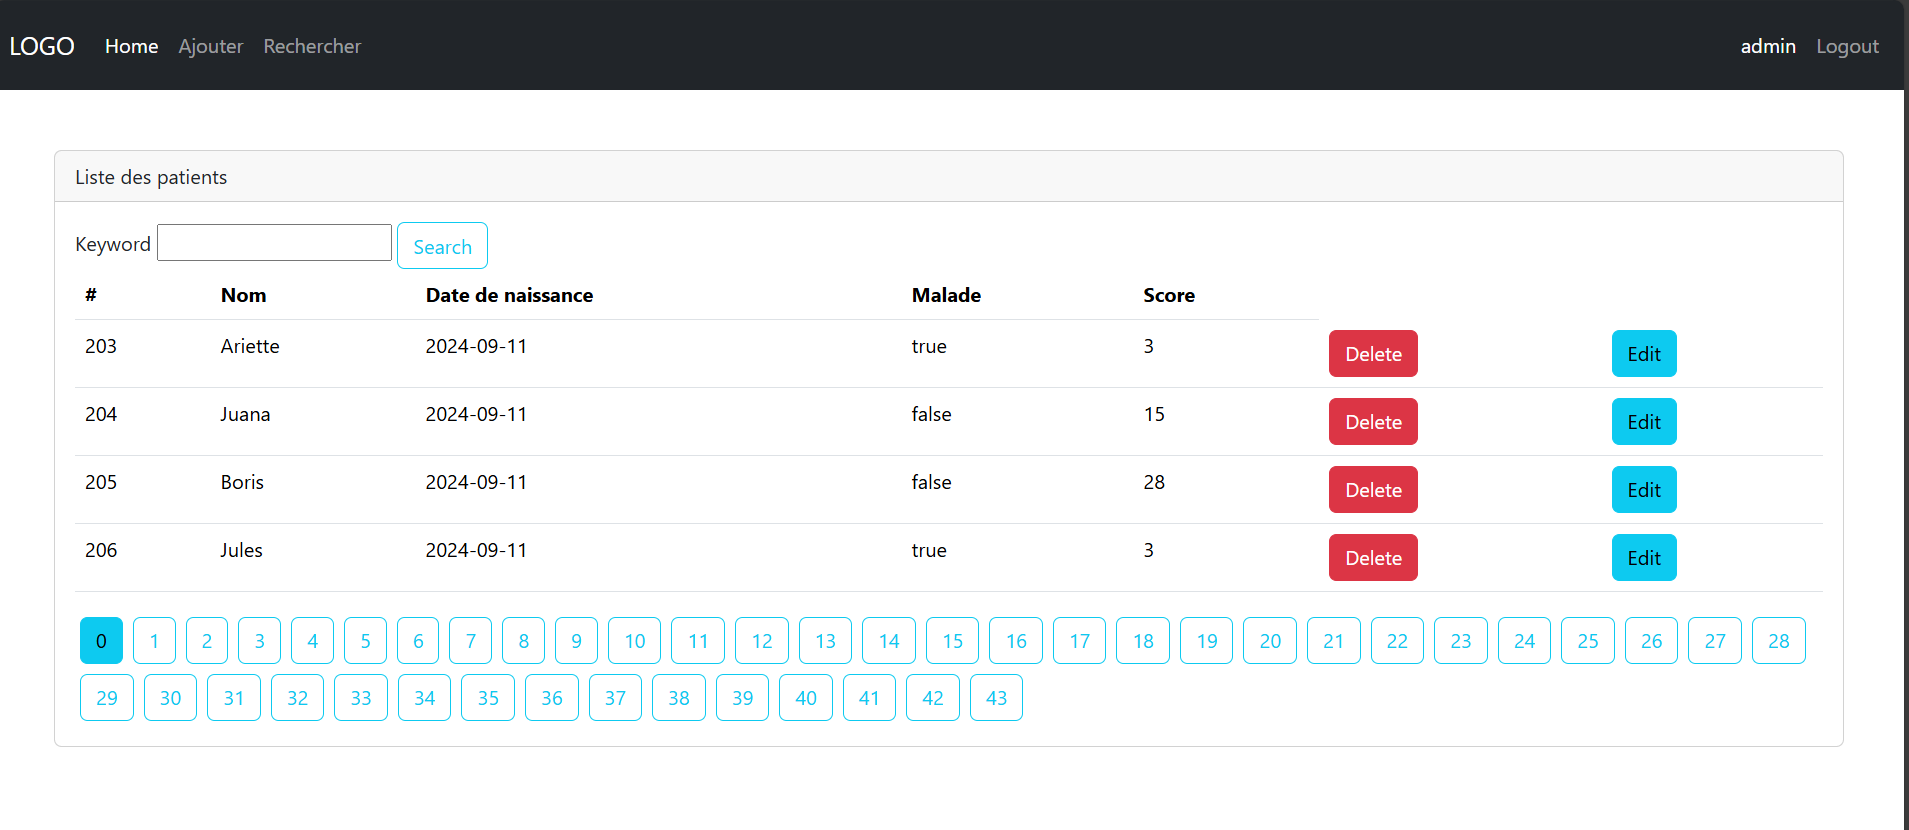 LOGO Home Ajouter Rechercher admin Logout
Liste des patients
Keyword Search
# Nom Date de naissance Malade Score
203 Ariette 2024-09-11 true 3 Delete Edit
204 Juana 2024-09-11 false 15 Delete Edit
205 Boris 2024-09-11 false 28 Delete Edit
206 Jules 2024-09-11 true 3 Delete Edit
0 1 2 3 4 5 6 7 8 9 10 11 12 13 14 15 16 17 18 19 20 21 22 23 24 25 26 27 28
29 30 31 32 33 34 35 36 37 38 39 40 41 42 43